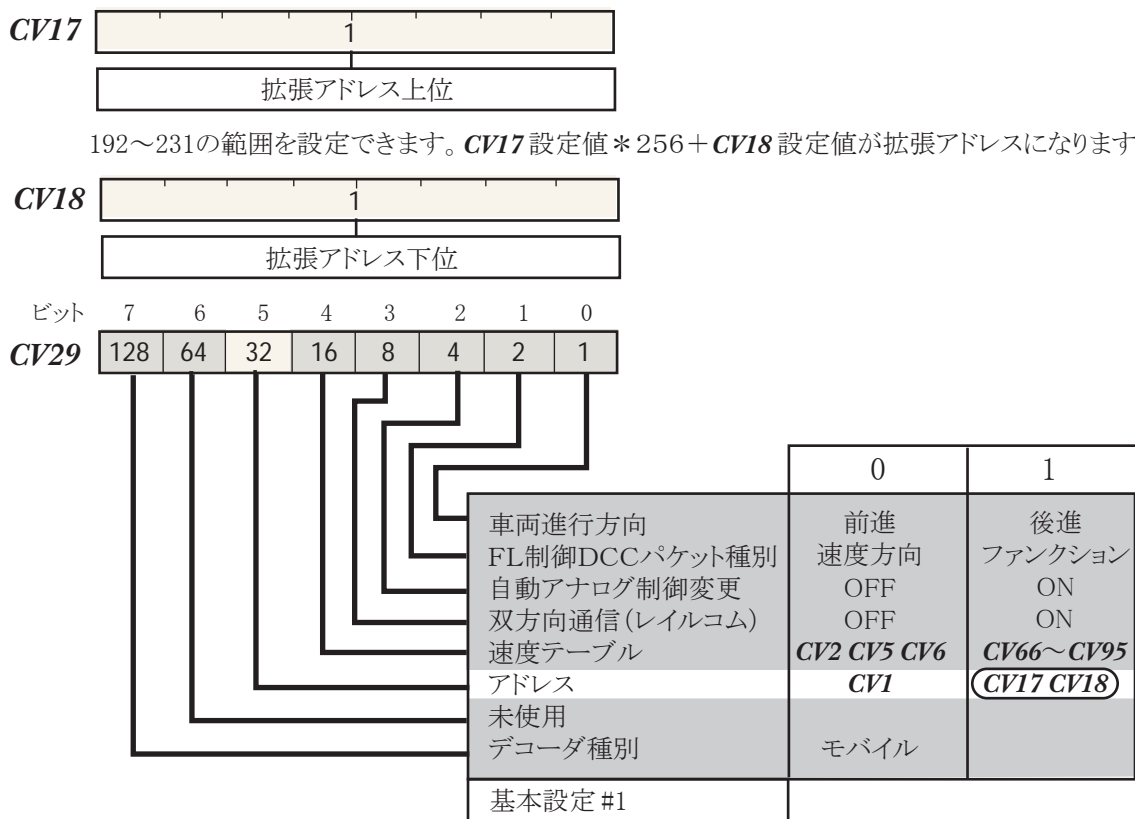 CV17
1
拡張アドレス上位
192～231の範囲を設定できます。CV17 設定値＊256＋CV18 設定値が拡張アドレスになります
CV18
1
拡張アドレス下位
ビット 7 6 5 4 3 2 1 0
CV29 128 64 32 16 8 4 2 1
0 1
車両進行方向 前進 後進
FL制御DCCパケット種別 速度方向 ファンクション
自動アナログ制御変更 OFF ON
双方向通信(レイルコム) OFF ON
速度テーブル CV2 CV5 CV6 CV66～CV95
アドレス CV1 CV17 CV18
未使用
デコーダ種別 モバイル
基本設定 #1